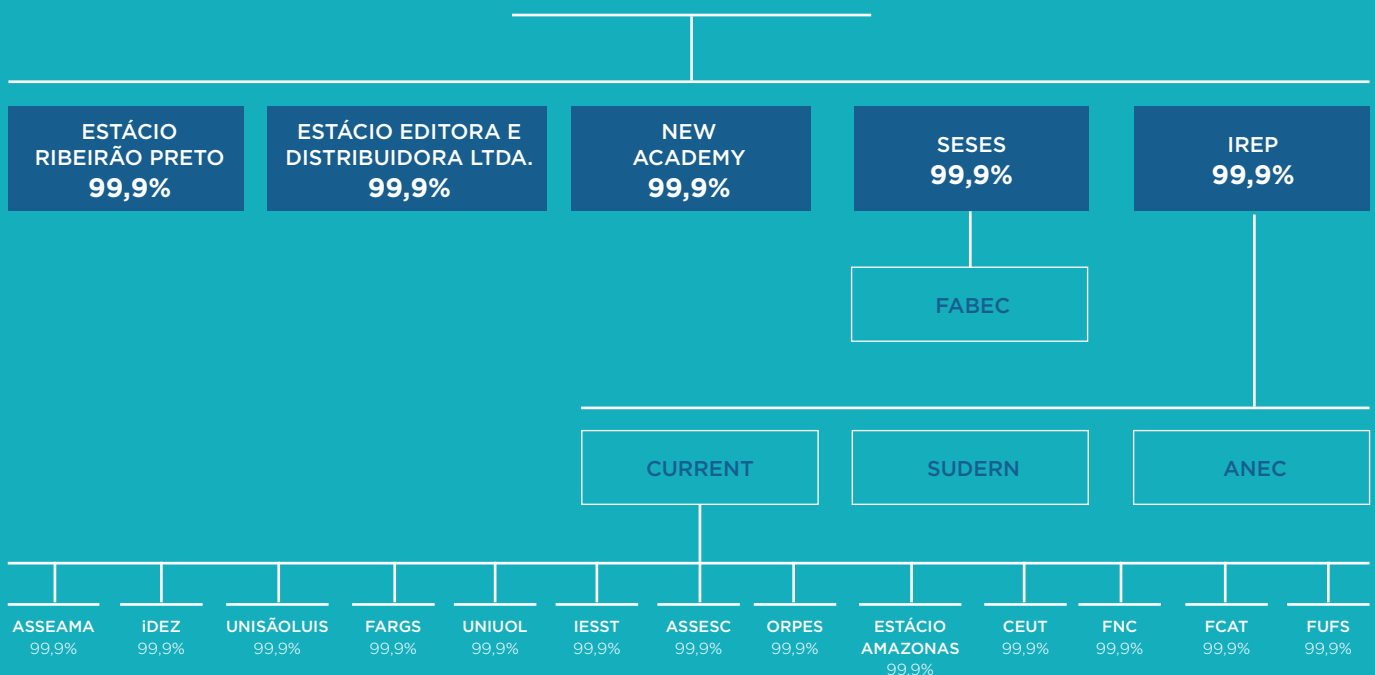 ESTÁCIO
RIBEIRÃO PRETO
99,9%
ESTÁCIO EDITORA E
DISTRIBUIDORA LTDA.
99,9%
NEW
ACADEMY
99,9%
SESES
99,9%
IREP
99,9%
FABEC
CURRENT
SUDERN
ANEC
ASSEAMA
99,9%
iDEZ
99,9%
UNISÃOLUIS
99,9%
FARGS
99,9%
UNIUOL
99,9%
IESST
99,9%
ASSESC
99,9%
ORPES
99,9%
ESTÁCIO
AMAZONAS
99,9%
CEUT
99,9%
FNC
99,9%
FCAT
99,9%
FUFS
99,9%